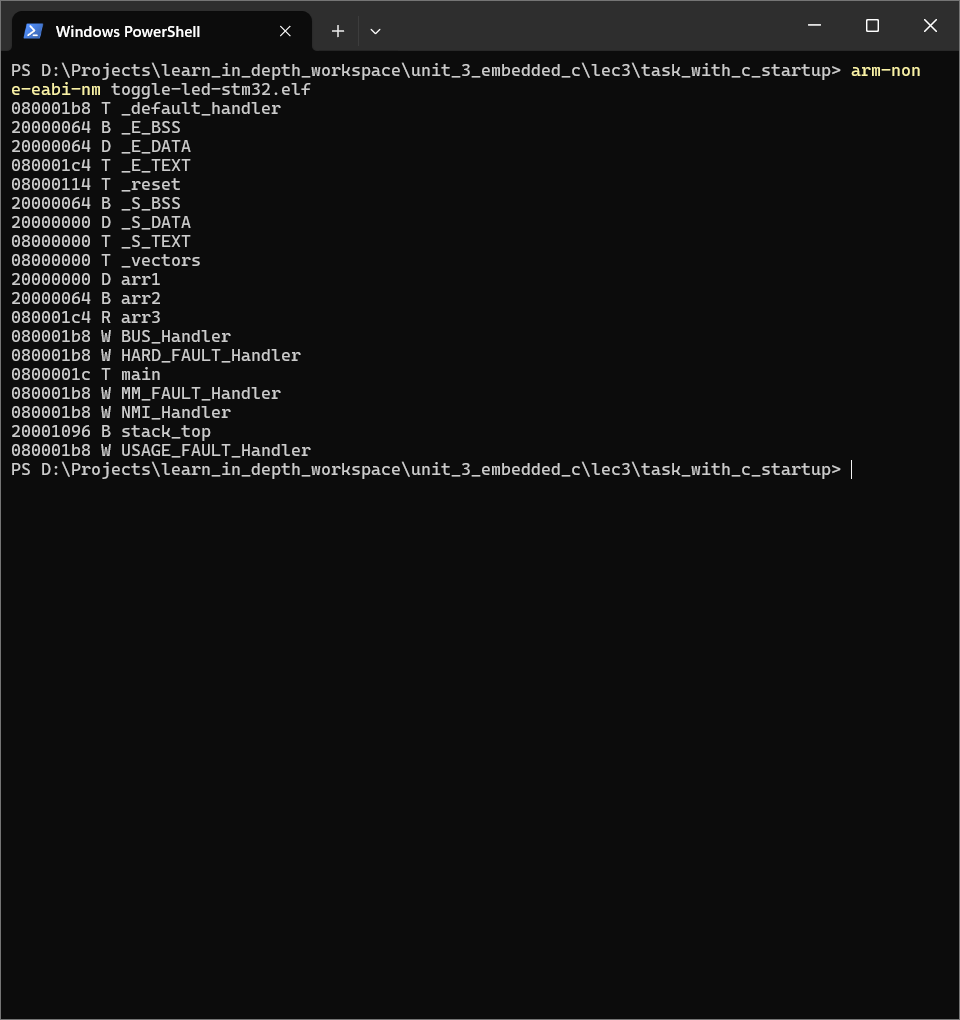 Windows PowerShell
PS D:\Projects\learn_in_depth_workspace\unit_3_embedded_c\lec3\task_with_c_startup> arm-non
e-eabi-nm toggle-led-stm32.elf
080001b8 T _default_handler
20000064 B _E_BSS
20000064 D _E_DATA
080001c4 T _E_TEXT
08000114 T _reset
20000064 B _S_BSS
20000000 D _S_DATA
08000000 T _S_TEXT
08000000 T _vectors
20000000 D arr1
20000064 B arr2
080001c4 R arr3
080001b8 W BUS_Handler
080001b8 W HARD_FAULT_Handler
0800001c T main
080001b8 W MM_FAULT_Handler
080001b8 W NMI_Handler
20001096 B stack_top
080001b8 W USAGE_FAULT_Handler
PS D:\Projects\learn_in_depth_workspace\unit_3_embedded_c\lec3\task_with_c_startup>